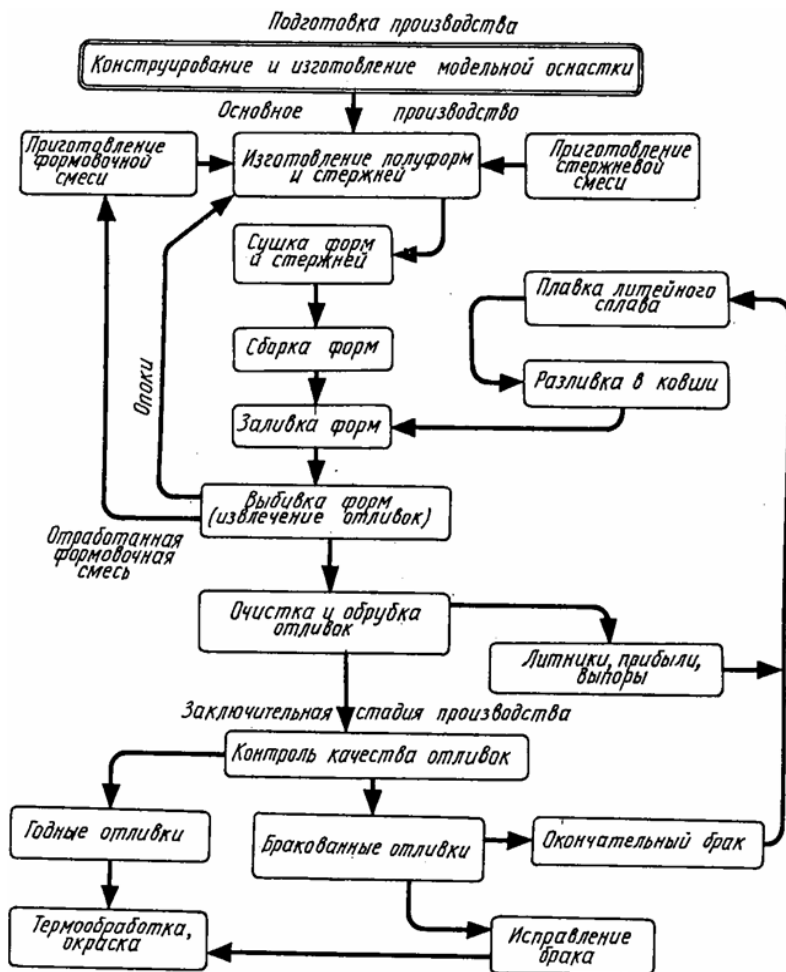 Подготовка производства
Конструирование и изготовление модельной оснастки
Основное производство
Приготовление
формовочной
смеси
Изготовление полуформ
и стержней
Приготовление
стержневой
смеси
Сушка форм
и стержней
Плавка литейного
сплава
Сборка форм
Разливка в ковши
Опоки
Заливка форм
Выбивка форм
(извлечение отливок)
Отработанная
формовочная
смесь
Очистка и обрубка
отливок
Литники, прибыли,
выпоры
Заключительная стадия производства
Контроль качества отливок
Годные отливки
Бракованные отливки
Окончательный брак
Термообработка,
окраска
Исправление
брака